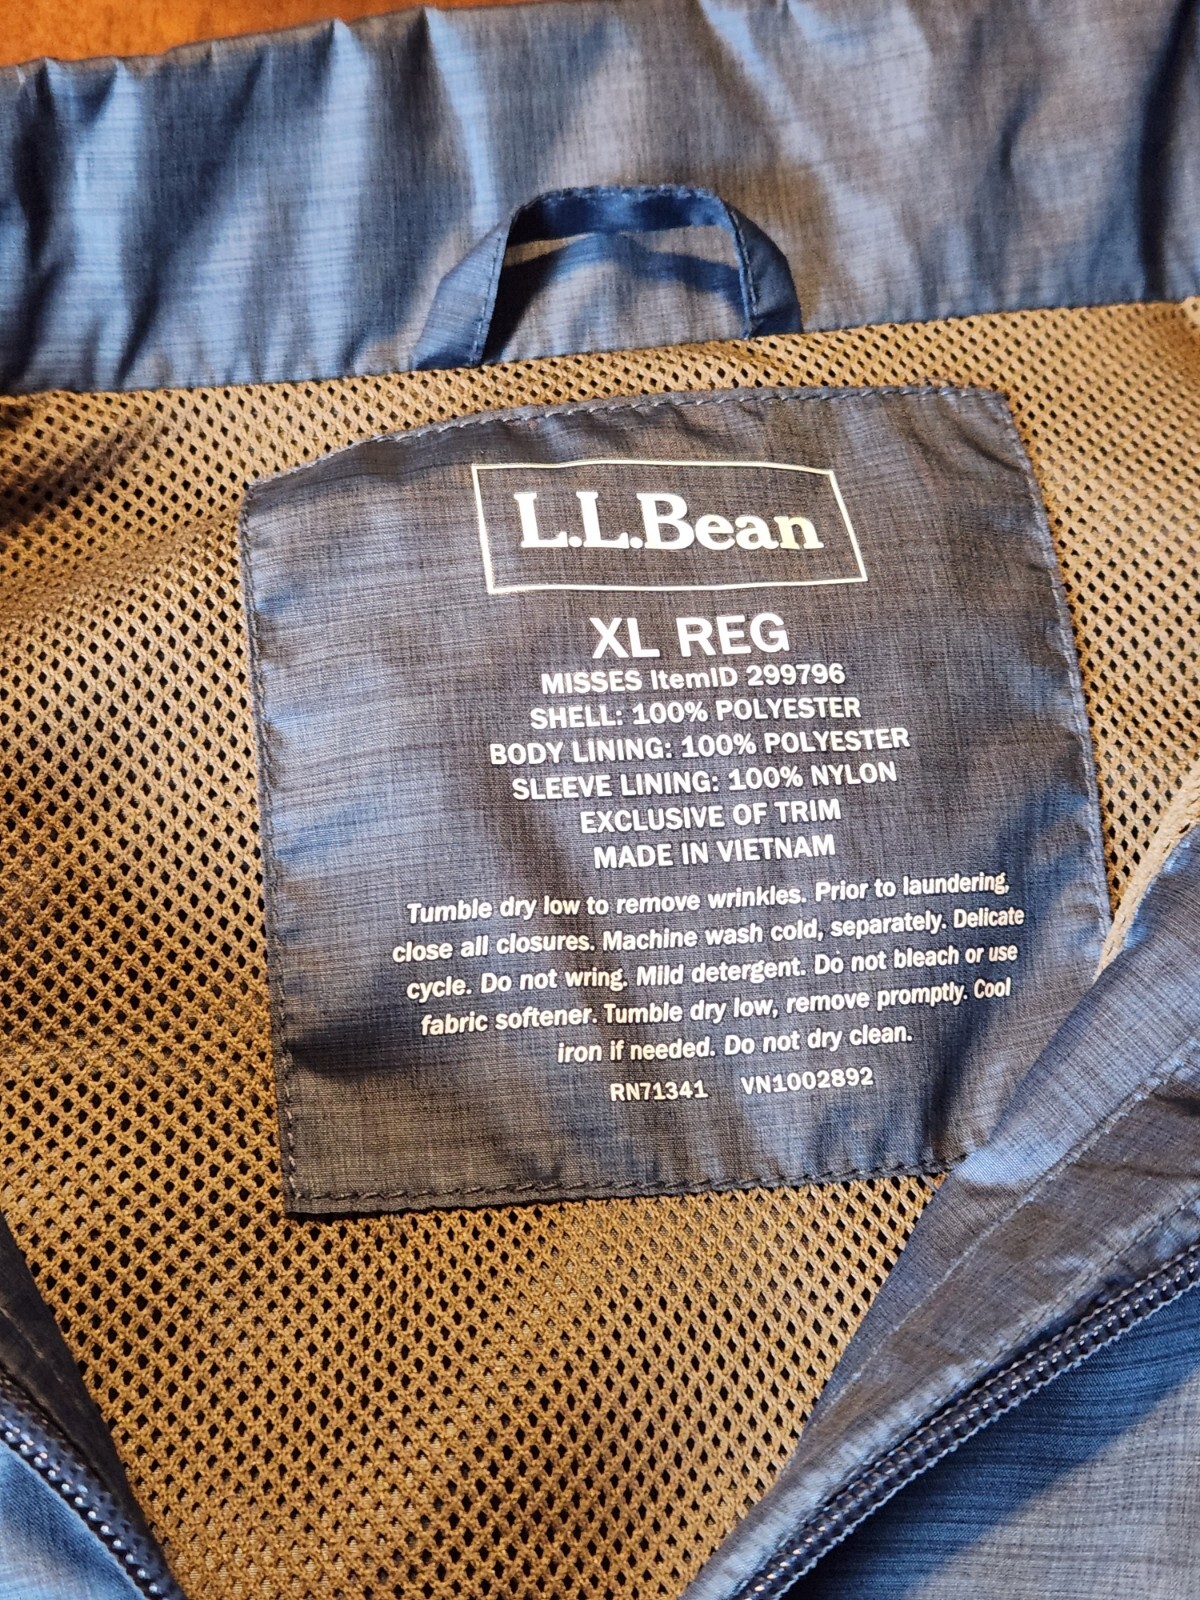 L.L.Bean
XL REG
MISSES ItemID 299796
SHELL: 100% POLYESTER
BODY LINING: 100% POLYESTER
SLEEVE LINING: 100% NYLON
EXCLUSIVE OF TRIM
MADE IN VIETNAM
Tumble dry low to remove wrinkles. Prior to laundering,
close all closures. Machine wash cold, separately. Delicate
cycle. Do not wring. Mild detergent. Do not bleach or use
fabric softener. Tumble dry low, remove promptly. Cool
iron if needed. Do not dry clean.
RN71341 VN1002892